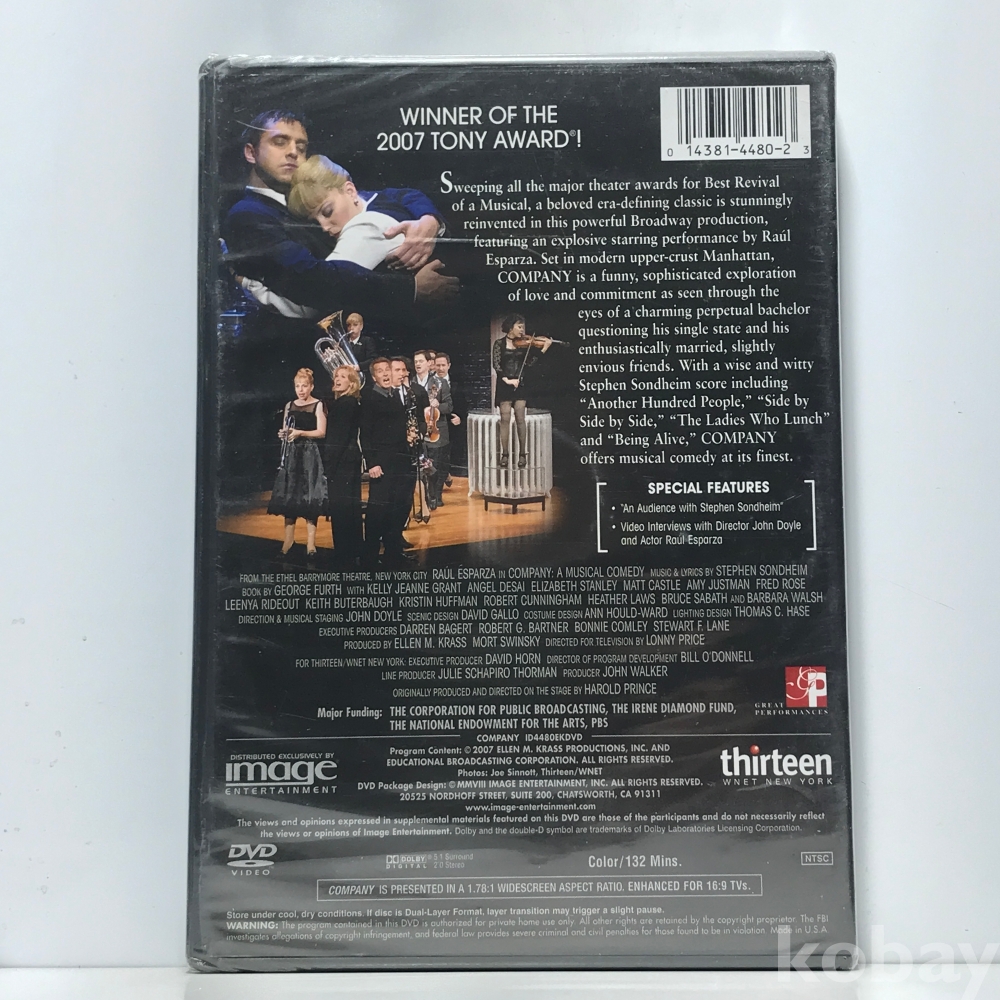 WINNER OF THE
2007 TONY AWARD®!
0 14381-4480-2 3
Sweeping all the major theater awards for Best Revival
of a Musical, a beloved era-defining classic is stunningly
reinvented in this powerful Broadway production,
featuring an explosive starring performance by Raúl
Esparza. Set in modern upper-crust Manhattan,
COMPANY is a funny, sophisticated exploration
of love and commitment as seen through the
eyes of a charming perpetual bachelor
questioning his single state and his
enthusiastically married, slightly
envious friends. With a wise and witty
Stephen Sondheim score including
"Another Hundred People," "Side by
Side by Side," "The Ladies Who Lunch"
and "Being Alive," COMPANY
offers musical comedy at its finest.
SPECIAL FEATURES
• "An Audience with Stephen Sondheim"
• Video Interviews with Director John Doyle
and Actor Raúl Esparza
FROM THE ETHEL BARRYMORE THEATRE, NEW YORK CITY RAÚL ESPARZA IN COMPANY: A MUSICAL COMEDY MUSIC & LYRICS BY STEPHEN SONDHEIM
BOOK BY GEORGE FURTH WITH KELLY JEANNE GRANT ANGEL DESAI ELIZABETH STANLEY MATT CASTLE AMY JUSTMAN FRED ROSE
LEENYA RIDEOUT KEITH BUTERBAUGH KRISTIN HUFFMAN ROBERT CUNNINGHAM HEATHER LAWS BRUCE SABATH AND BARBARA WALSH
DIRECTION & MUSICAL STAGING JOHN DOYLE SCENIC DESIGN DAVID GALLO COSTUME DESIGN ANN HOULD-WARD LIGHTING DESIGN THOMAS C. HASE
EXECUTIVE PRODUCERS DARREN BAGERT ROBERT G. BARTNER BONNIE COMLEY STEWART F. LANE
PRODUCED BY ELLEN M. KRASS MORT SWINSKY DIRECTED FOR TELEVISION BY LONNY PRICE
FOR THIRTEEN/WNET NEW YORK: EXECUTIVE PRODUCER DAVID HORN DIRECTOR OF PROGRAM DEVELOPMENT BILL O'DONNELL
LINE PRODUCER JULIE SCHAPIRO THORMAN PRODUCER JOHN WALKER
ORIGINALLY PRODUCED AND DIRECTED ON THE STAGE BY HAROLD PRINCE
GP
GREAT
PERFORMANCES
Major Funding: THE CORPORATION FOR PUBLIC BROADCASTING, THE IRENE DIAMOND FUND,
THE NATIONAL ENDOWMENT FOR THE ARTS, PBS
COMPANY ID4480EKDVD
DISTRIBUTED EXCLUSIVELY BY
image
ENTERTAINMENT
Program Content: © 2007 ELLEN M. KRASS PRODUCTIONS, INC. AND
EDUCATIONAL BROADCASTING CORPORATION. ALL RIGHTS RESERVED.
Photos: Joe Sinnott, Thirteen/WNET
DVD Package Design: © MMVIII IMAGE ENTERTAINMENT, INC. ALL RIGHTS RESERVED.
20525 NORDHOFF STREET, SUITE 200, CHATSWORTH, CA 91311
www.image-entertainment.com
thirteen
WNET NEW YORK
The views and opinions expressed in supplemental materials featured on this DVD are those of the participants and do not necessarily reflect
the views or opinions of Image Entertainment. Dolby and the double-D symbol are trademarks of Dolby Laboratories Licensing Corporation.
DVD
VIDEO
DOLBY 5.1 Surround
DIGITAL 2.0 Stereo
Color/132 Mins.
NTSC
COMPANY IS PRESENTED IN A 1.78:1 WIDESCREEN ASPECT RATIO. ENHANCED FOR 16:9 TVs.
Store under cool, dry conditions. If disc is Dual-Layer Format, layer transition may trigger a slight pause.
WARNING: The program contained in this DVD is authorized for private home use only. All other rights are retained by the copyright proprietor. The FBI
investigates allegations of copyright infringement, and federal law provides severe criminal and civil penalties for those found to be in violation. Made in U.S.A.
kobay